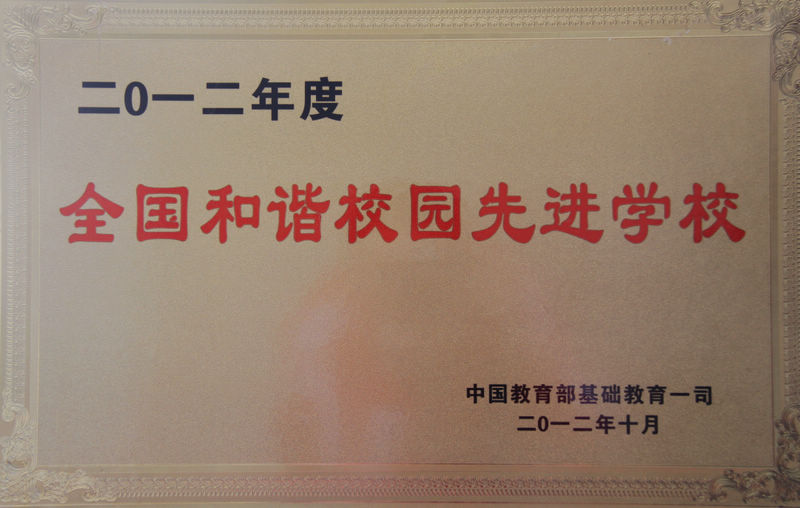 二0一二年度
全国和谐校园先进学校
中国教育部基础教育一司
二0一二年十月